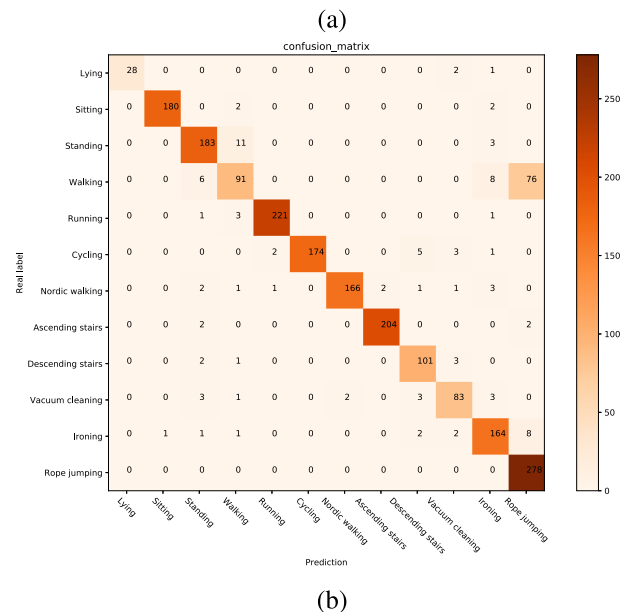 (a)
confusion_matrix
Real label
Lying 28 0 0 0 0 0 0 0 0 2 1 0
Sitting 0 180 0 2 0 0 0 0 0 0 2 0
Standing 0 0 183 11 0 0 0 0 0 0 3 0
Walking 0 0 6 91 0 0 0 0 0 0 8 76
Running 0 0 1 3 221 0 0 0 0 0 1 0
Cycling 0 0 0 0 2 174 0 0 5 3 1 0
Nordic walking 0 0 2 1 1 0 166 2 1 1 3 0
Ascending stairs 0 0 2 0 0 0 0 204 0 0 0 2
Descending stairs 0 0 2 1 0 0 0 0 101 3 0 0
Vacuum cleaning 0 0 3 1 0 0 2 0 3 83 3 0
Ironing 0 1 1 1 0 0 0 0 2 2 164 8
Rope jumping 0 0 0 0 0 0 0 0 0 0 0 278
Lying Sitting Standing Walking Running Cycling Nordic walking Ascending stairs Descending stairs Vacuum cleaning Ironing Rope jumping
Prediction
250
200
150
100
50
0
(b)